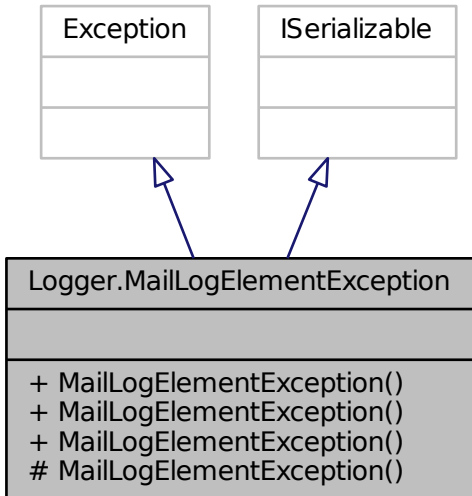 Exception
ISerializable
Logger.MailLogElementException
+ MailLogElementException()
+ MailLogElementException()
+ MailLogElementException()
# MailLogElementException()